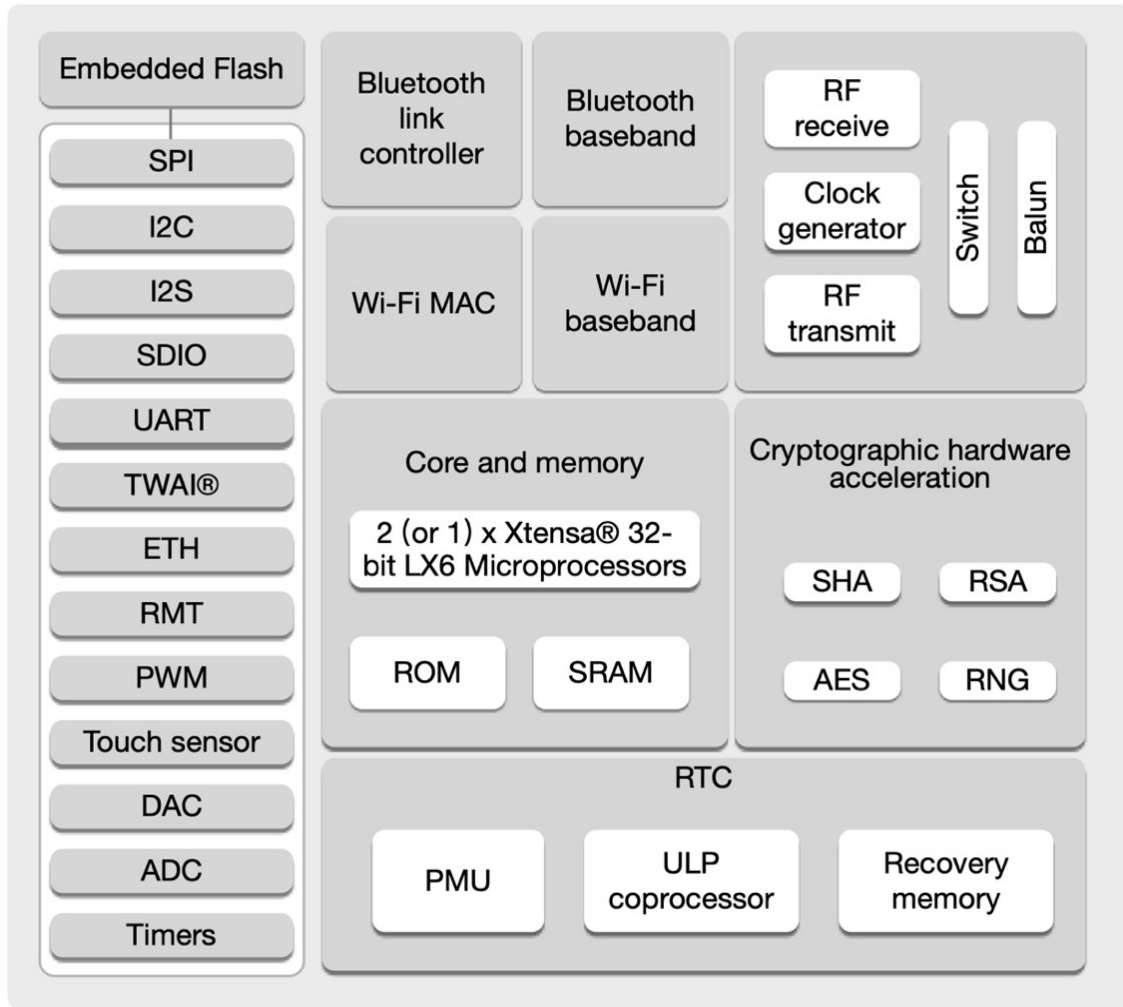 Embedded Flash
SPI
I2C
I2S
SDIO
UART
TWAI®
ETH
RMT
PWM
Touch sensor
DAC
ADC
Timers
Bluetooth
link
controller
Bluetooth
baseband
Wi-Fi MAC
Wi-Fi
baseband
RF
receive
Clock
generator
RF
transmit
Switch
Balun
Core and memory
2 (or 1) x Xtensa® 32-
bit LX6 Microprocessors
ROM
SRAM
Cryptographic hardware
acceleration
SHA
RSA
AES
RNG
RTC
PMU
ULP
coprocessor
Recovery
memory